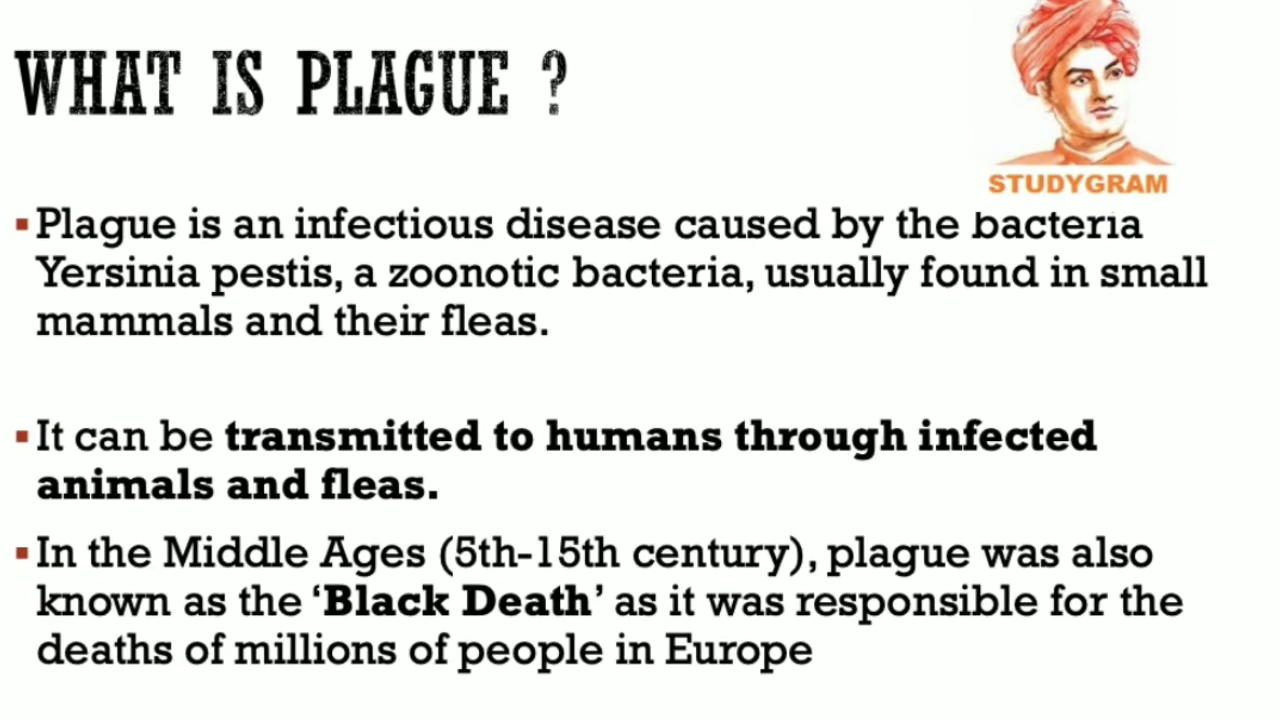 WHAT IS PLAGUE ?
STUDYGRAM
▪Plague is an infectious disease caused by the bacteria
Yersinia pestis, a zoonotic bacteria, usually found in small
mammals and their fleas.
▪It can be transmitted to humans through infected
animals and fleas.
▪In the Middle Ages (5th-15th century), plague was also
known as the ‘Black Death’ as it was responsible for the
deaths of millions of people in Europe